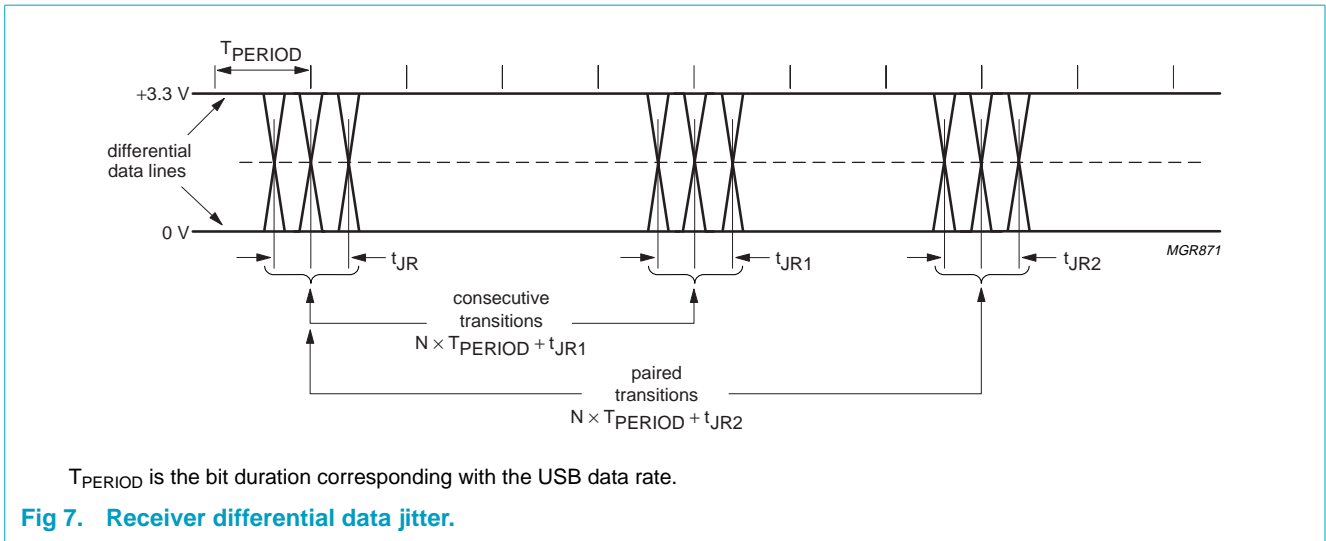 TPERIOD
+3.3 V
differential
data lines
0 V
MGR871
tJR
tJR1
tJR2
consecutive
transitions
N × TPERIOD + tJR1
paired
transitions
N × TPERIOD + tJR2
TPERIOD is the bit duration corresponding with the USB data rate.
Fig 7. Receiver differential data jitter.